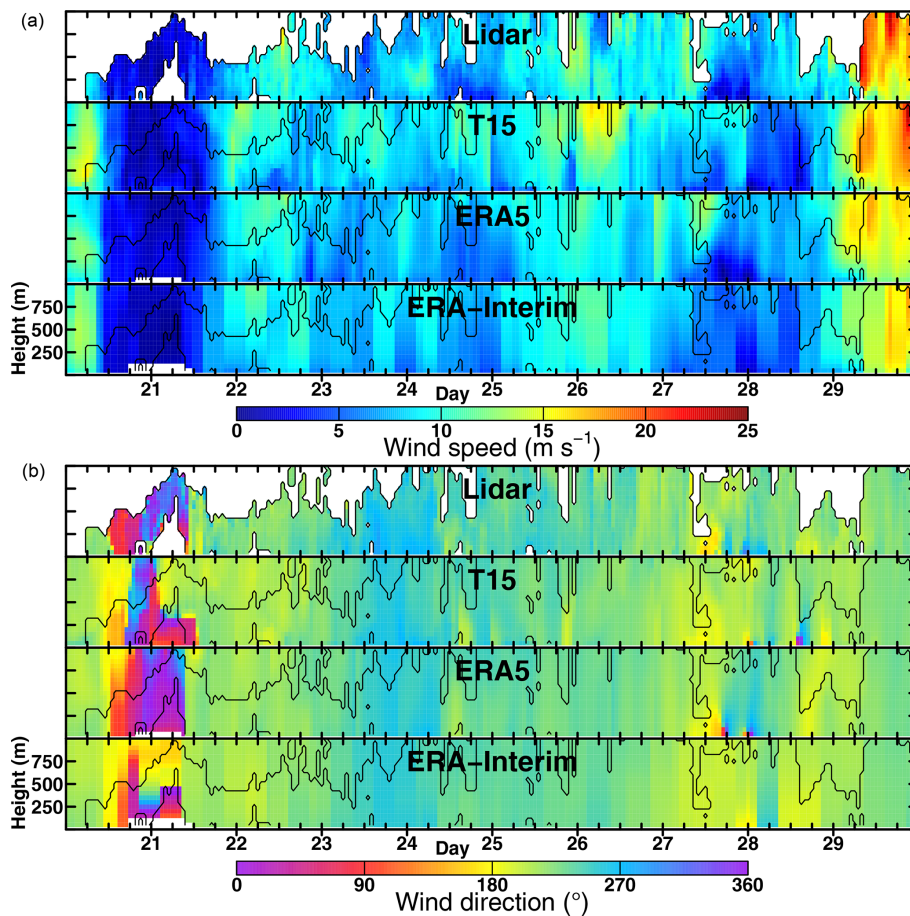 (a)
Lidar
T15
ERA5
ERA−Interim
Height (m)
750
500
250
21 22 23 24 25 26 27 28 29
Day
0 5 10 15 20 25
Wind speed (m s⁻¹)
(b)
Lidar
T15
ERA5
ERA−Interim
Height (m)
750
500
250
21 22 23 24 25 26 27 28 29
Day
0 90 180 270 360
Wind direction (°)